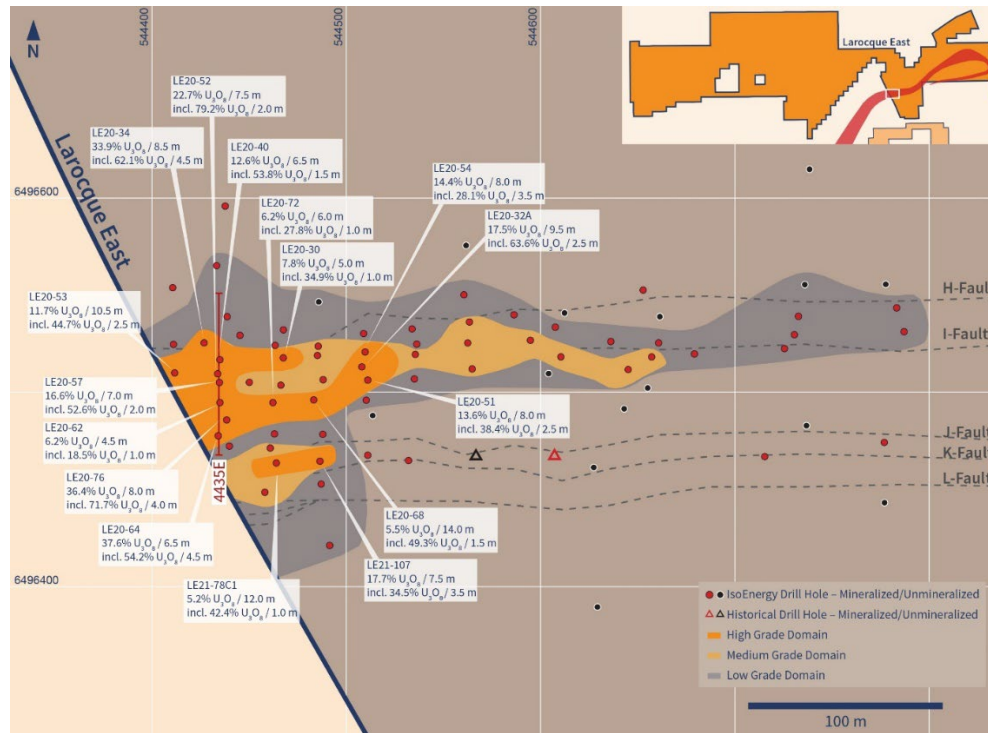 544400
544500
544600
N
Larocque East
LE20-52
22.7% U₃O₈ / 7.5 m
incl. 79.2% U₃O₈ / 2.0 m
LE20-34
33.9% U₃O₈ / 8.5 m
incl. 62.1% U₃O₈ / 4.5 m
LE20-40
12.6% U₃O₈ / 6.5 m
incl. 53.8% U₃O₈ / 1.5 m
LE20-54
14.4% U₃O₈ / 8.0 m
incl. 28.1% U₃O₈ / 3.5 m
LE20-72
6.2% U₃O₈ / 6.0 m
incl. 27.8% U₃O₈ / 1.0 m
LE20-32A
17.5% U₃O₈ / 9.5 m
incl. 63.6% U₃O₈ / 2.5 m
LE20-30
7.8% U₃O₈ / 5.0 m
incl. 34.9% U₃O₈ / 1.0 m
6496600
Larocque East
LE20-53
11.7% U₃O₈ / 10.5 m
incl. 44.7% U₃O₈ / 2.5 m
H-Fault
I-Fault
LE20-57
16.6% U₃O₈ / 7.0 m
incl. 52.6% U₃O₈ / 2.0 m
LE20-51
13.6% U₃O₈ / 8.0 m
incl. 38.4% U₃O₈ / 2.5 m
LE20-62
6.2% U₃O₈ / 4.5 m
incl. 18.5% U₃O₈ / 1.0 m
J-Fault
K-Fault
L-Fault
LE20-76
36.4% U₃O₈ / 8.0 m
incl. 71.7% U₃O₈ / 4.0 m
4435E
LE20-68
5.5% U₃O₈ / 14.0 m
incl. 49.3% U₃O₈ / 1.5 m
LE20-64
37.6% U₃O₈ / 6.5 m
incl. 54.2% U₃O₈ / 4.5 m
LE21-107
17.7% U₃O₈ / 7.5 m
incl. 34.5% U₃O₈ / 3.5 m
6496400
LE21-78C1
5.2% U₃O₈ / 12.0 m
incl. 42.4% U₃O₈ / 1.0 m
IsoEnergy Drill Hole – Mineralized/Unmineralized
Historical Drill Hole – Mineralized/Unmineralized
High Grade Domain
Medium Grade Domain
Low Grade Domain
100 m